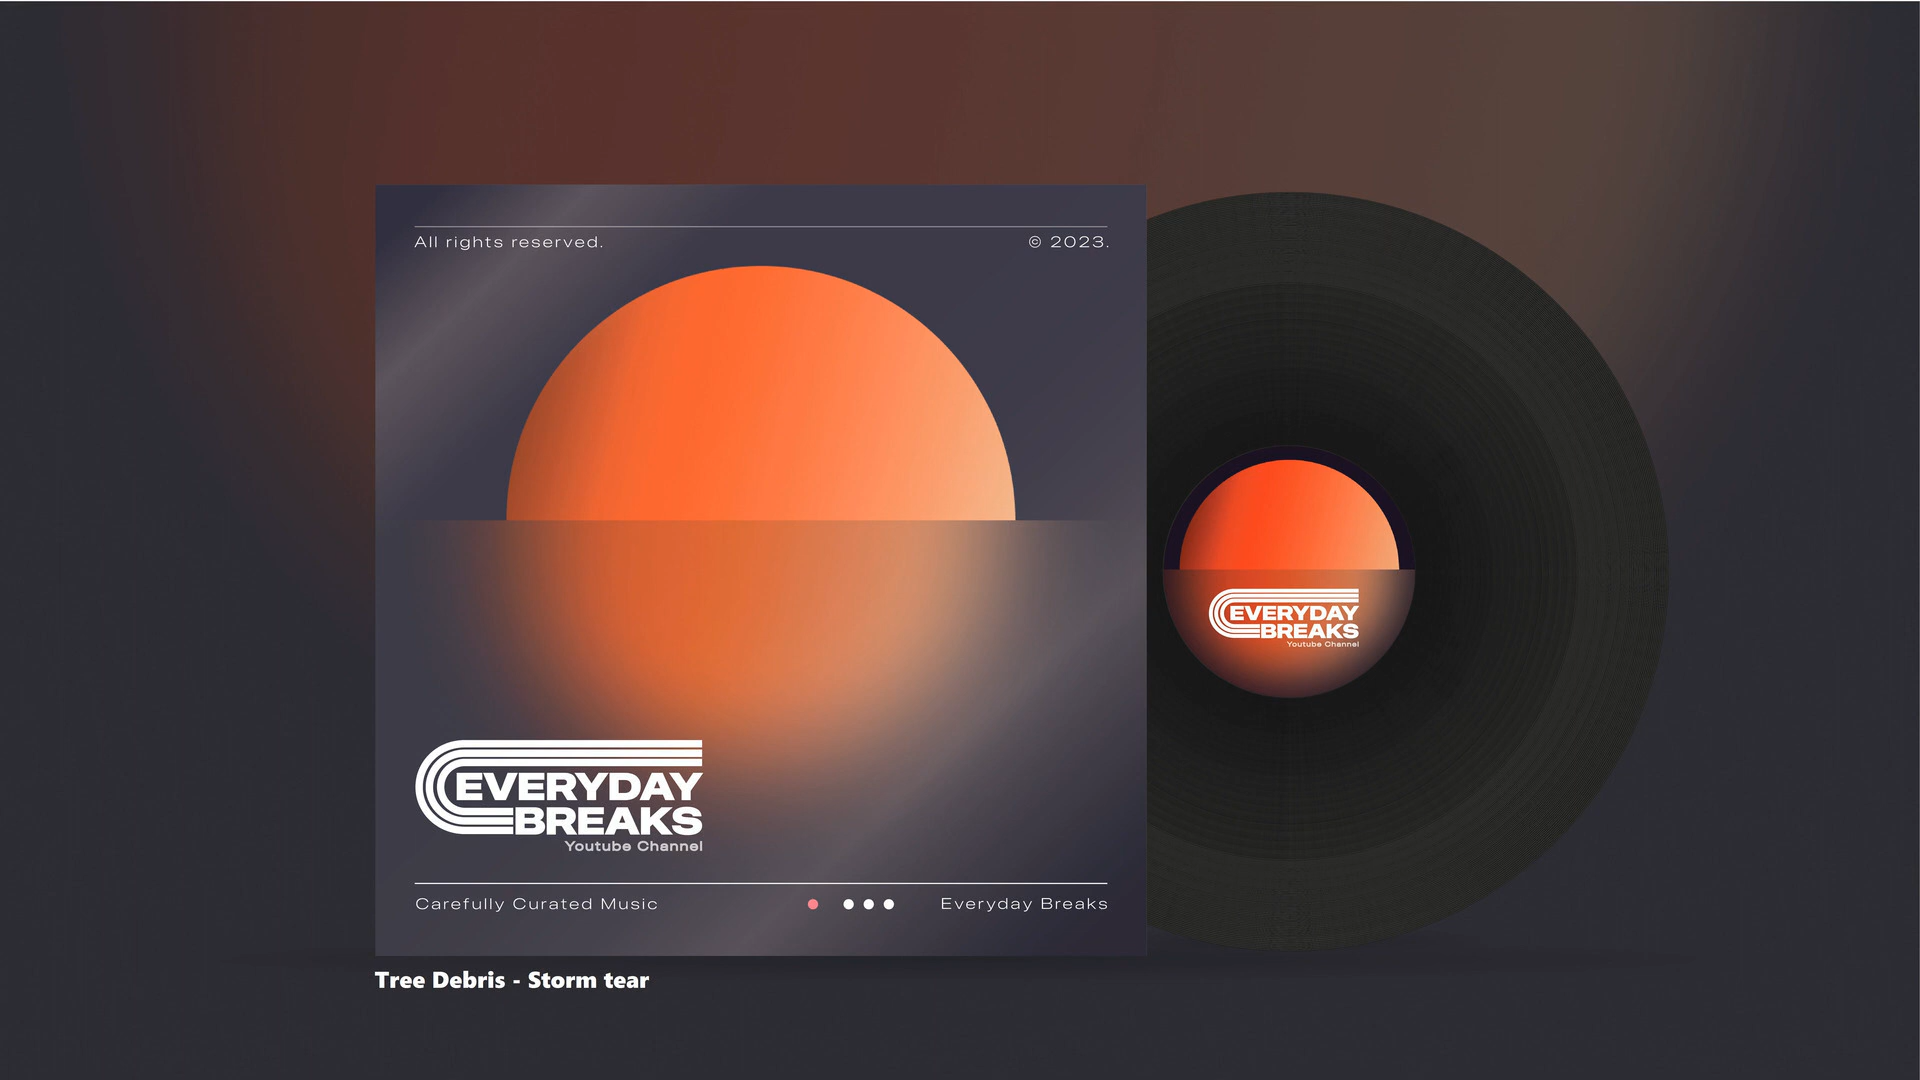 All rights reserved.
© 2023.
EVERYDAY
BREAKS
Youtube Channel
Carefully Curated Music
Everyday Breaks
EVERYDAY
BREAKS
Youtube Channel
Tree Debris - Storm tear